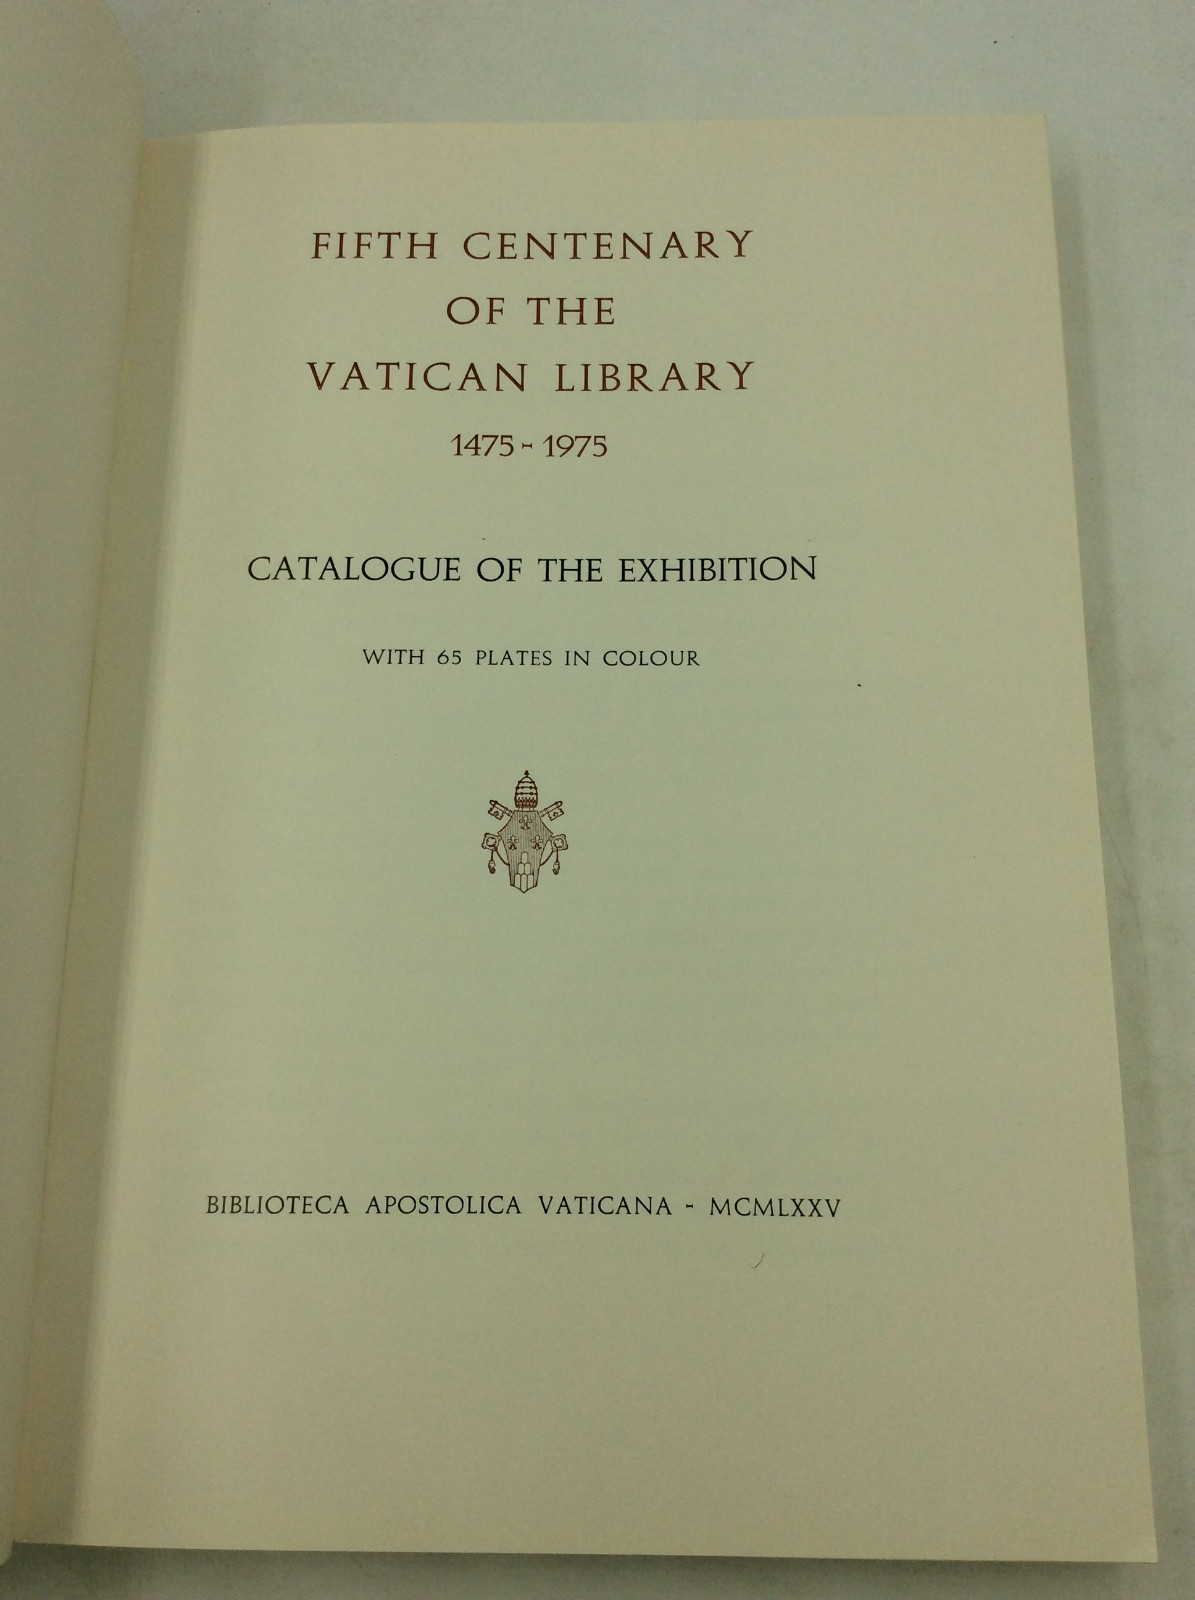 FIFTH CENTENARY
OF THE
VATICAN LIBRARY
1475-1975
CATALOGUE OF THE EXHIBITION
WITH 65 PLATES IN COLOUR
BIBLIOTECA APOSTOLICA VATICANA - MCMLXXV